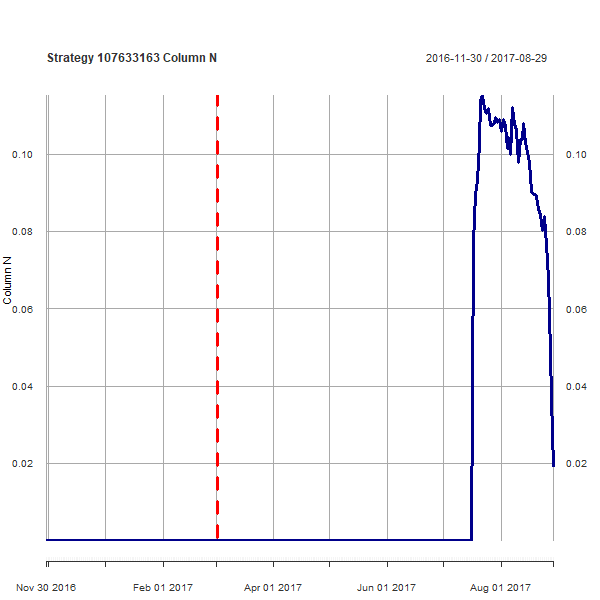 Strategy 107633163 Column N
2016-11-30 / 2017-08-29
Column N
0.10
0.08
0.06
0.04
0.02
0.10
0.08
0.06
0.04
0.02
Nov 30 2016
Feb 01 2017
Apr 01 2017
Jun 01 2017
Aug 01 2017